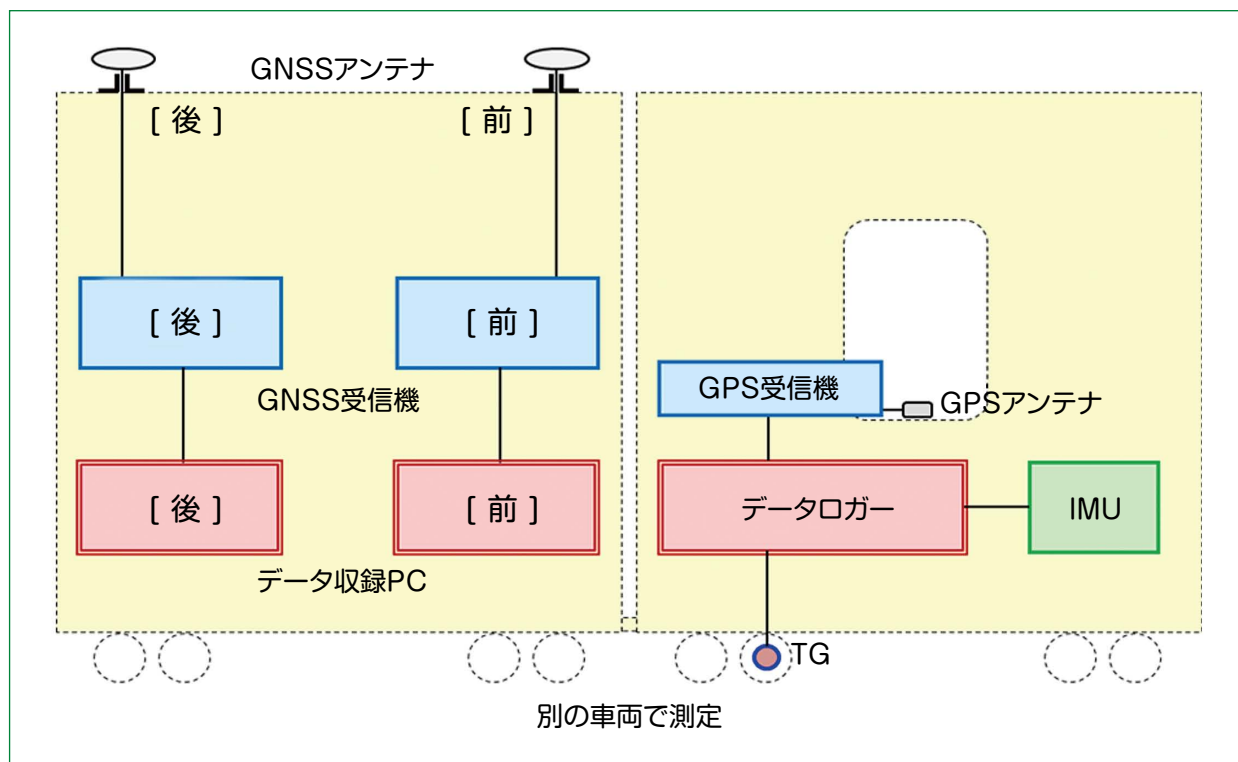 GNSSアンテナ
[ 後 ]
[ 前 ]
[ 後 ]
[ 前 ]
GNSS受信機
GPS受信機
GPSアンテナ
[ 後 ]
[ 前 ]
データロガー
IMU
データ収録PC
TG
別の車両で測定